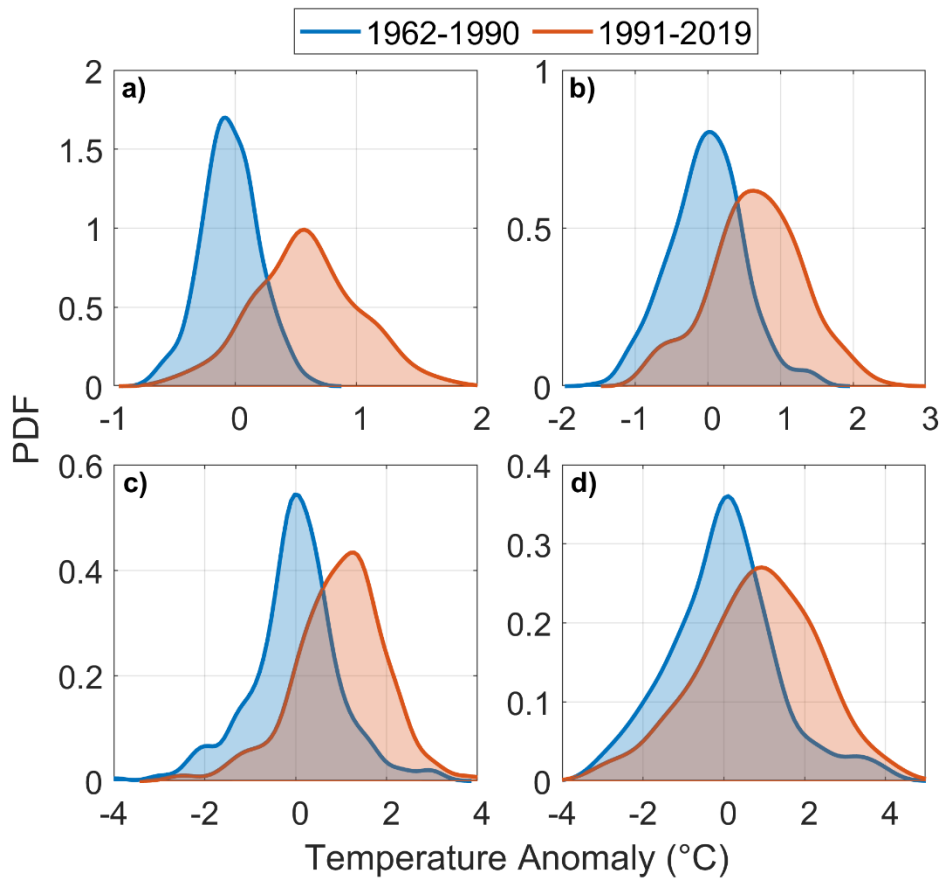 1962-1990 1991-2019
a) b)
2 1
1.5
1 0.5
0.5
0 0
-1 0 1 2 -2 -1 0 1 2 3
PDF
0.6 0.4
c) d)
0.3
0.4
0.2
0.2
0.1
0 0
-4 -2 0 2 4 -4 -2 0 2 4
Temperature Anomaly (°C)